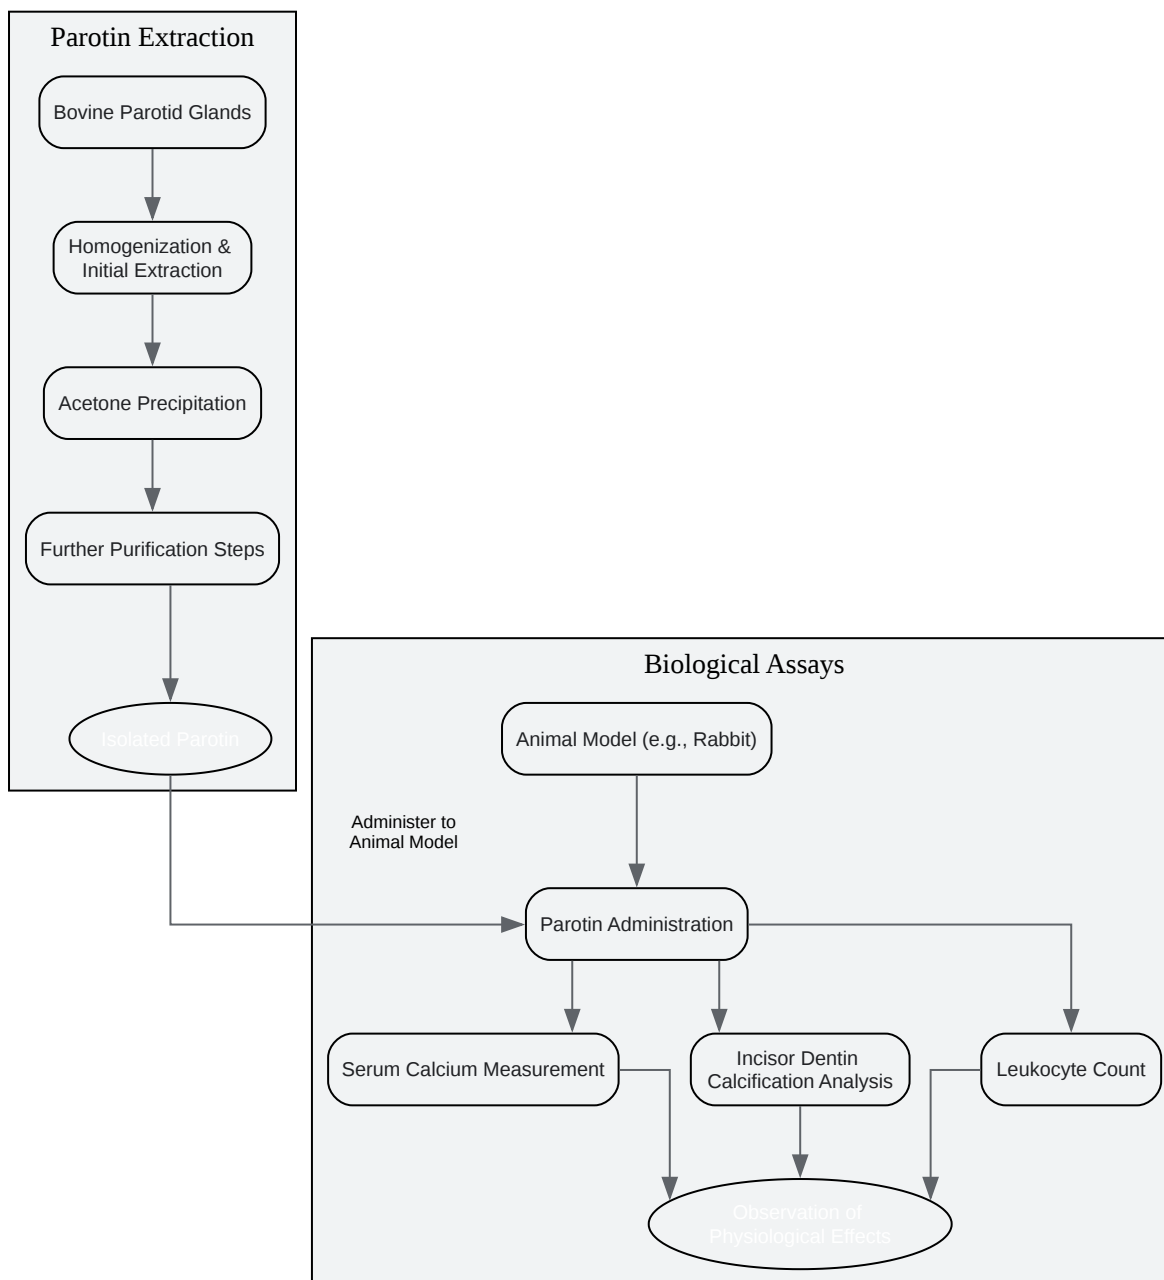 Parotin Extraction
Bovine Parotid Glands
Homogenization &
Initial Extraction
Acetone Precipitation
Further Purification Steps
Isolated Parotin
Biological Assays
Animal Model (e.g., Rabbit)
Administer to
Animal Model
Parotin Administration
Serum Calcium Measurement
Incisor Dentin
Calcification Analysis
Leukocyte Count
Observation of
Physiological Effects